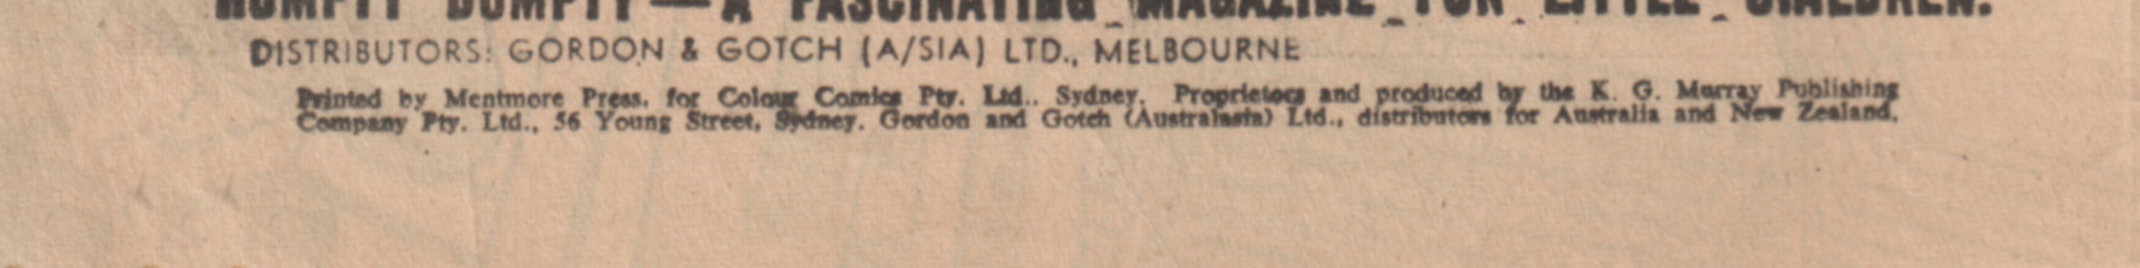 HUMPTY DUMPTY — A FASCINATING MAGAZINE FOR LITTLE CHILDREN.
DISTRIBUTORS: GORDON & GOTCH (A/SIA) LTD., MELBOURNE
Printed by Mentmore Press, for Colour Comics Pty. Ltd., Sydney. Proprietors and produced by the K. G. Murray Publishing
Company Pty. Ltd., 56 Young Street, Sydney. Gordon and Gotch (Australasia) Ltd., distributors for Australia and New Zealand.